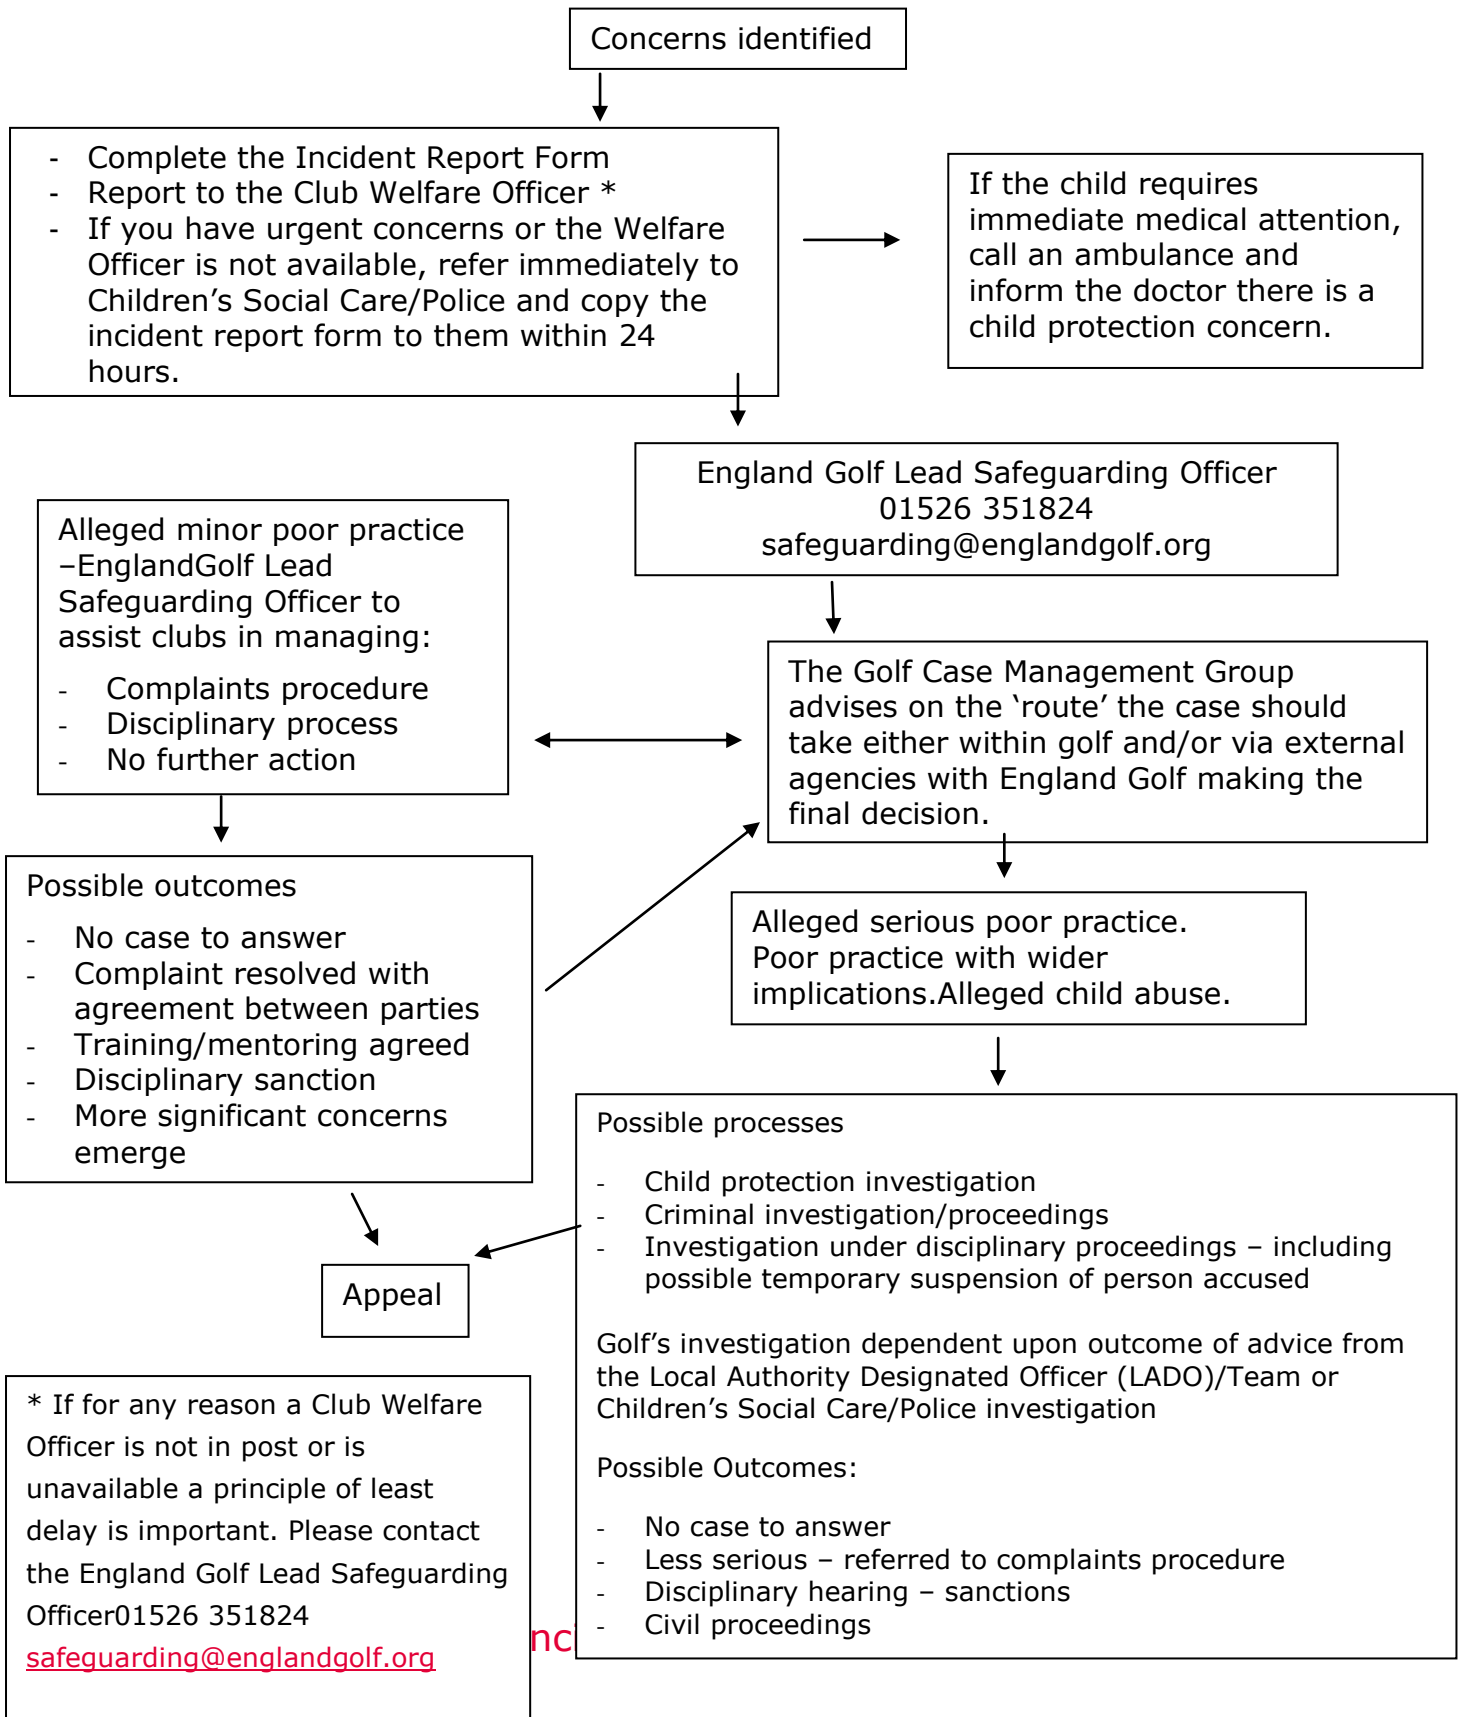 Concerns identified
- Complete the Incident Report Form
- Report to the Club Welfare Officer *
- If you have urgent concerns or the Welfare
Officer is not available, refer immediately to
Children’s Social Care/Police and copy the
incident report form to them within 24
hours.
If the child requires
immediate medical attention,
call an ambulance and
inform the doctor there is a
child protection concern.
England Golf Lead Safeguarding Officer
01526 351824
safeguarding@englandgolf.org
Alleged minor poor practice
–EnglandGolf Lead
Safeguarding Officer to
assist clubs in managing:
- Complaints procedure
- Disciplinary process
- No further action
The Golf Case Management Group
advises on the ‘route’ the case should
take either within golf and/or via external
agencies with England Golf making the
final decision.
Possible outcomes
- No case to answer
- Complaint resolved with
agreement between parties
- Training/mentoring agreed
- Disciplinary sanction
- More significant concerns
emerge
Alleged serious poor practice.
Poor practice with wider
implications.Alleged child abuse.
Possible processes
- Child protection investigation
- Criminal investigation/proceedings
- Investigation under disciplinary proceedings – including
possible temporary suspension of person accused
Golf’s investigation dependent upon outcome of advice from
the Local Authority Designated Officer (LADO)/Team or
Children’s Social Care/Police investigation
Possible Outcomes:
- No case to answer
- Less serious – referred to complaints procedure
- Disciplinary hearing – sanctions
- Civil proceedings
Appeal
* If for any reason a Club Welfare
Officer is not in post or is
unavailable a principle of least
delay is important. Please contact
the England Golf Lead Safeguarding
Officer01526 351824
safeguarding@englandgolf.org